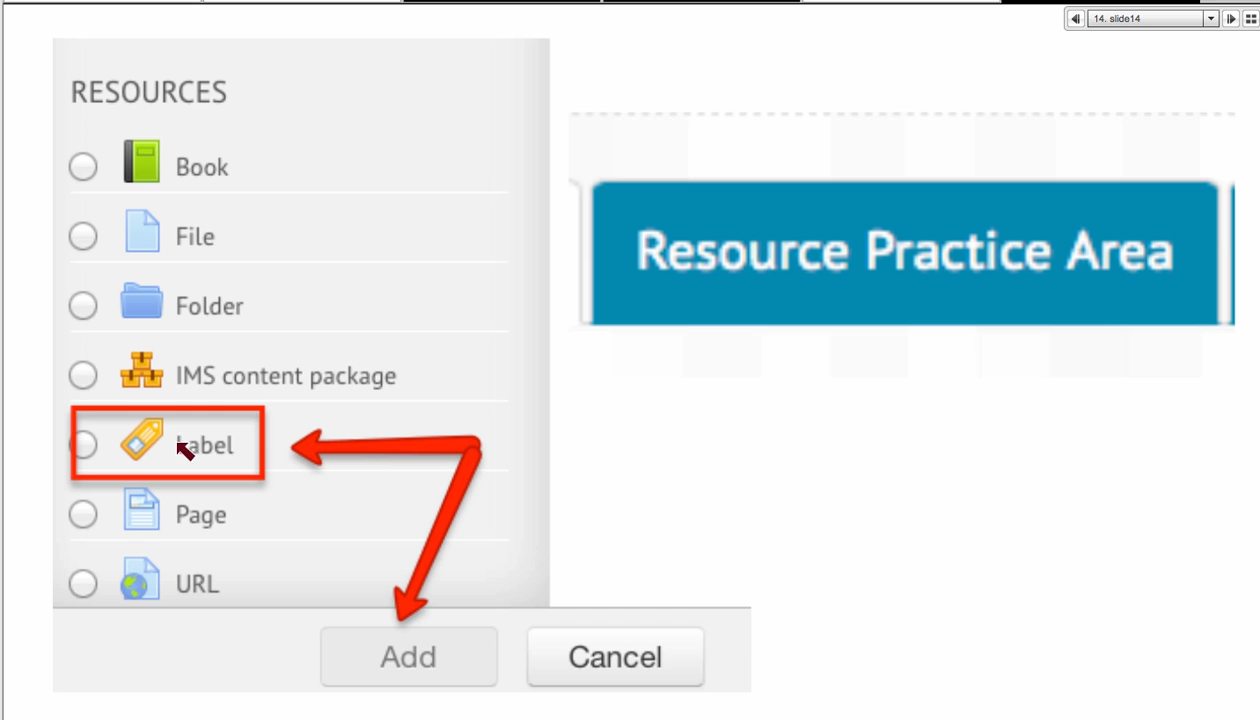 14. slide14
RESOURCES
Book
File
Folder
IMS content package
Label
Page
URL
Add
Cancel
Resource Practice Area